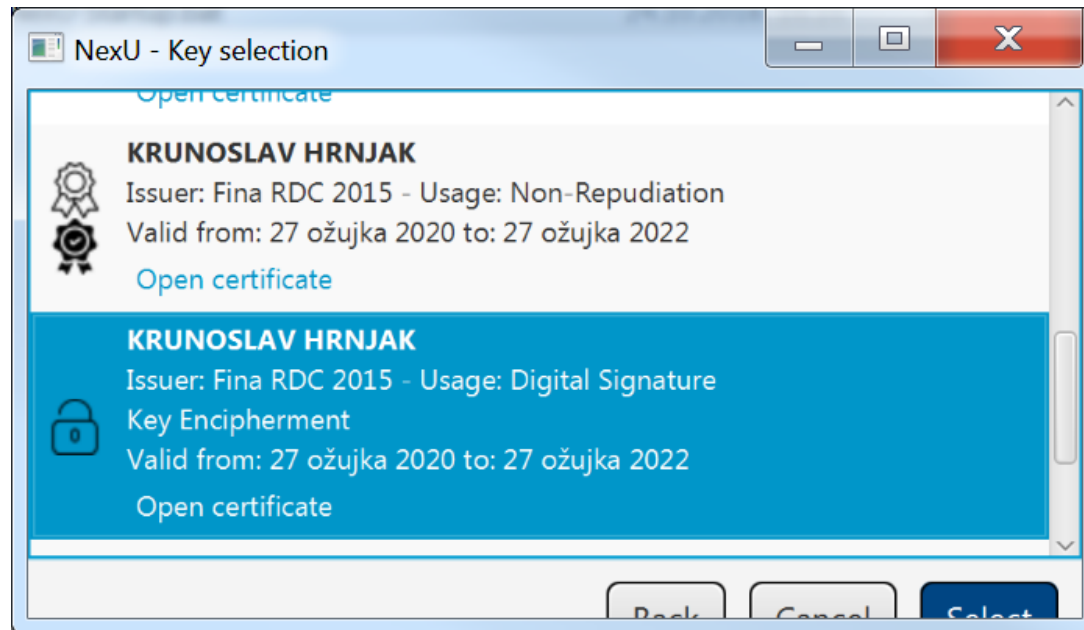 NexU - Key selection
Open certificate
KRUNOSLAV HRNJAK
Issuer: Fina RDC 2015 - Usage: Non-Repudiation
Valid from: 27 ožujka 2020 to: 27 ožujka 2022
Open certificate
KRUNOSLAV HRNJAK
Issuer: Fina RDC 2015 - Usage: Digital Signature
Key Encipherment
Valid from: 27 ožujka 2020 to: 27 ožujka 2022
Open certificate
Back Cancel Select